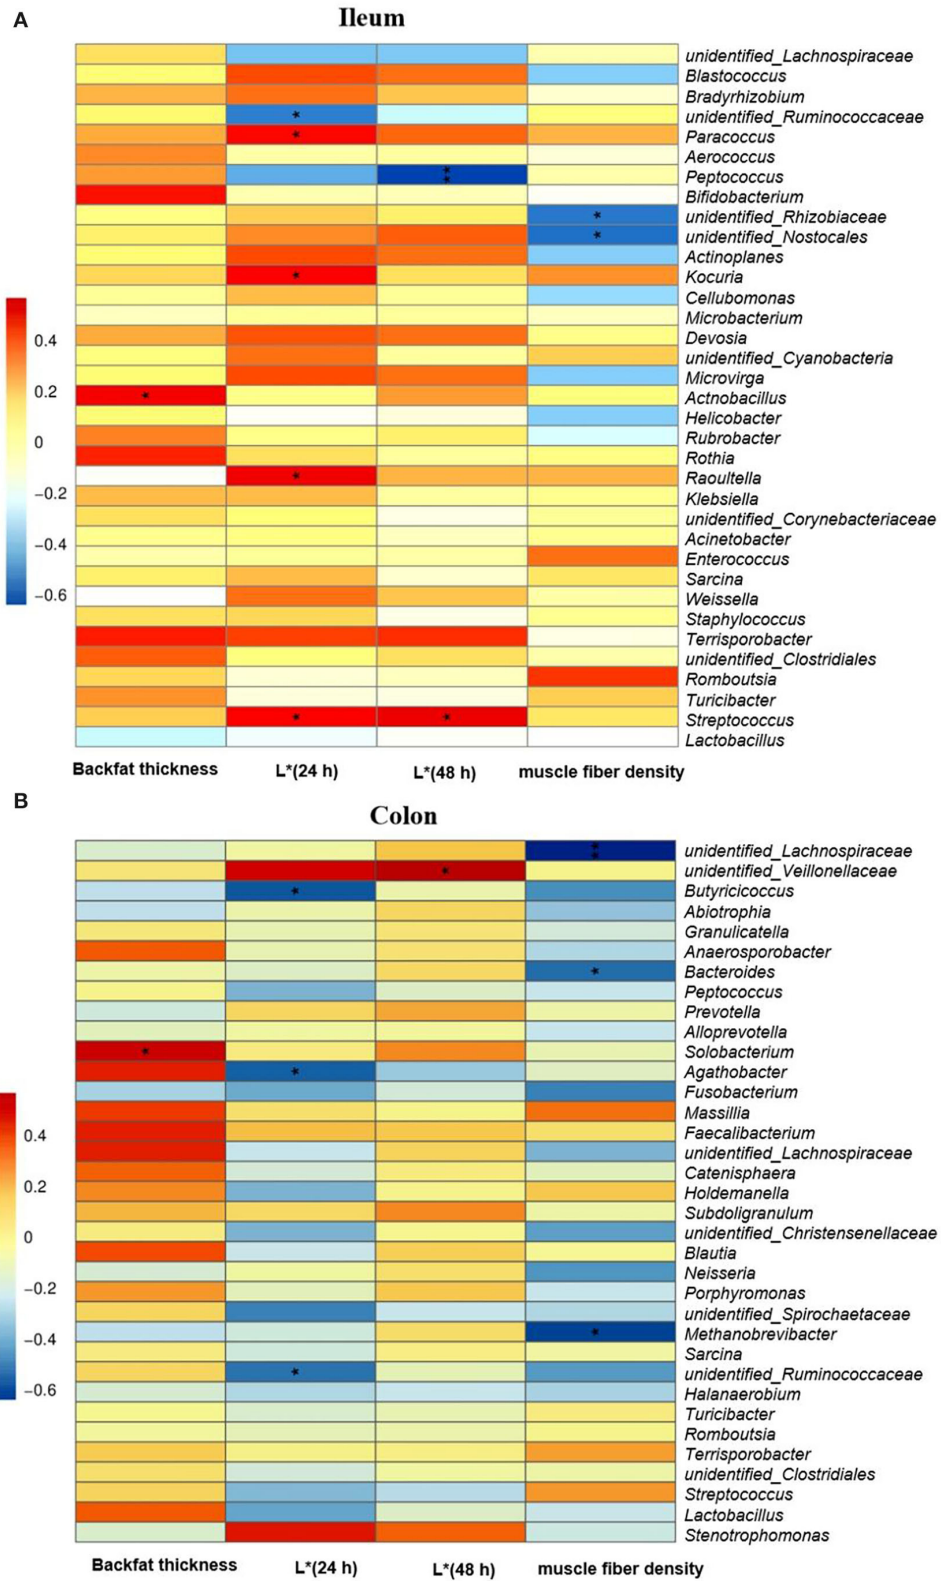 A
Ileum
unidentified_Lachnospiraceae
Blastococcus
Bradyrhizobium
unidentified_Ruminococcaceae
*
Paracoccus
*
Aerococcus
Peptococcus
**
Bifidobacterium
unidentified_Rhizobiaceae
*
unidentified_Nostocales
*
Actinoplanes
Kocuria
*
Cellubomonas
Microbacterium
Devosia
unidentified_Cyanobacteria
Microvirga
Actnobacillus
*
Helicobacter
Rubrobacter
Rothia
Raoultella
*
Klebsiella
unidentified_Corynebacteriaceae
Acinetobacter
Enterococcus
Sarcina
Weissella
Staphylococcus
Terrisporobacter
unidentified_Clostridiales
Romboutsia
Turicibacter
Streptococcus
* *
Lactobacillus
0.4
0.2
0
−0.2
−0.4
−0.6
Backfat thickness L*(24 h) L*(48 h) muscle fiber density
B
Colon
unidentified_Lachnospiraceae
**
unidentified_Veillonellaceae
*
Butyricicoccus
*
Abiotrophia
Granulicatella
Anaerosporobacter
Bacteroides
*
Peptococcus
Prevotella
Alloprevotella
Solobacterium
*
Agathobacter
*
Fusobacterium
Massillia
Faecalibacterium
unidentified_Lachnospiraceae
Catenisphaera
Holdemanella
Subdoligranulum
unidentified_Christensenellaceae
Blautia
Neisseria
Porphyromonas
unidentified_Spirochaetaceae
Methanobrevibacter
*
Sarcina
unidentified_Ruminococcaceae
*
Halanaerobium
Turicibacter
Romboutsia
Terrisporobacter
unidentified_Clostridiales
Streptococcus
Lactobacillus
Stenotrophomonas
0.4
0.2
0
−0.2
−0.4
−0.6
Backfat thickness L*(24 h) L*(48 h) muscle fiber density